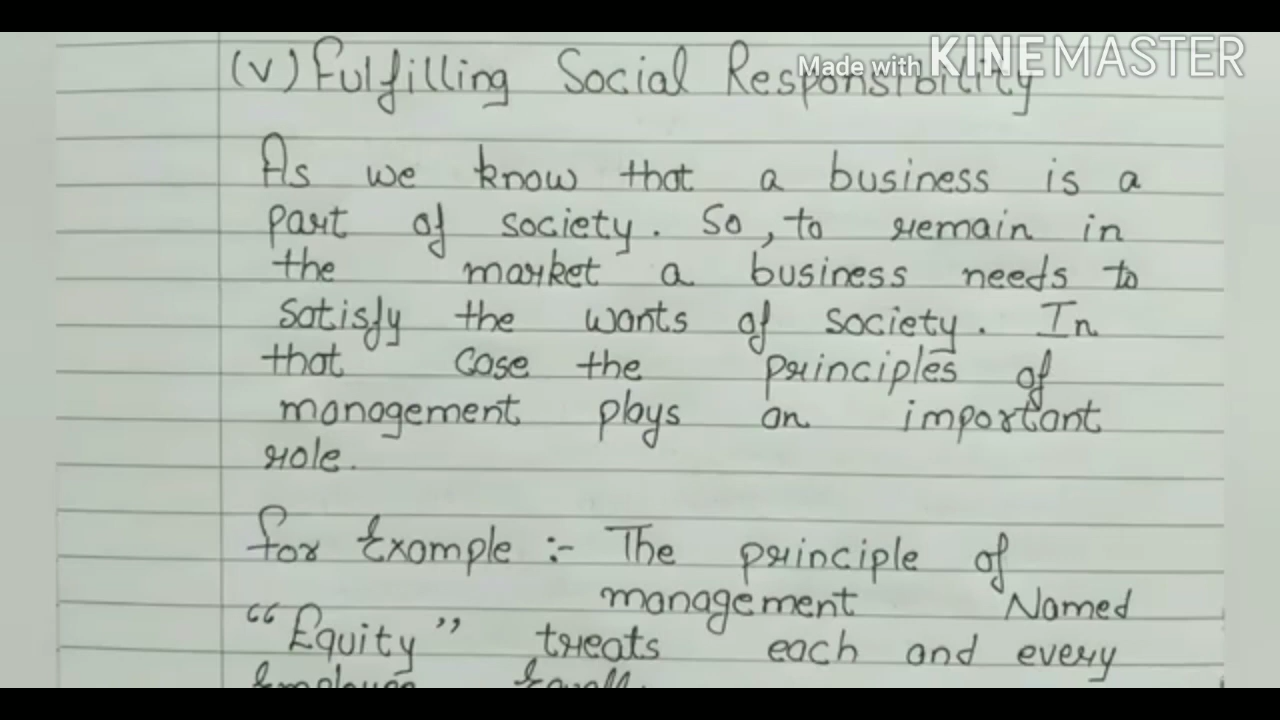 Made with KINEMASTER
(v) Fulfilling Social Responsibility
As we know that a business is a
part of society. So, to remain in
the market a business needs to
satisfy the wants of society. In
that case the principles of
management plays an important
role.
For Example :- The principle of
management Named
"Equity" treats each and every
Employee Equally